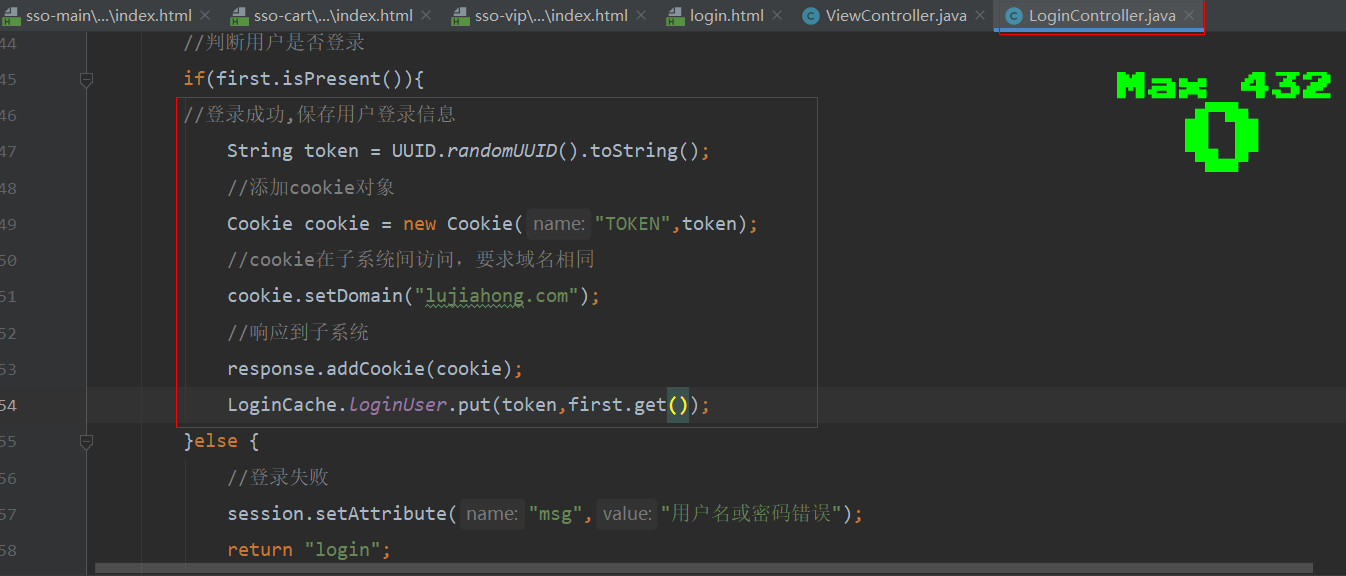 sso-main\...\index.html sso-cart\...\index.html sso-vip\...\index.html login.html ViewController.java LoginController.java
44 //判断用户是否登录
45 if(first.isPresent()){
Max 432
0
46 //登录成功,保存用户登录信息
47 String token = UUID.randomUUID().toString();
48 //添加cookie对象
49 Cookie cookie = new Cookie( name: "TOKEN",token);
50 //cookie在子系统间访问，要求域名相同
51 cookie.setDomain("lujiahong.com");
52 //响应到子系统
53 response.addCookie(cookie);
54 LoginCache.loginUser.put(token,first.get());
55 }else {
56 //登录失败
57 session.setAttribute( name: "msg", value: "用户名或密码错误");
58 return "login";